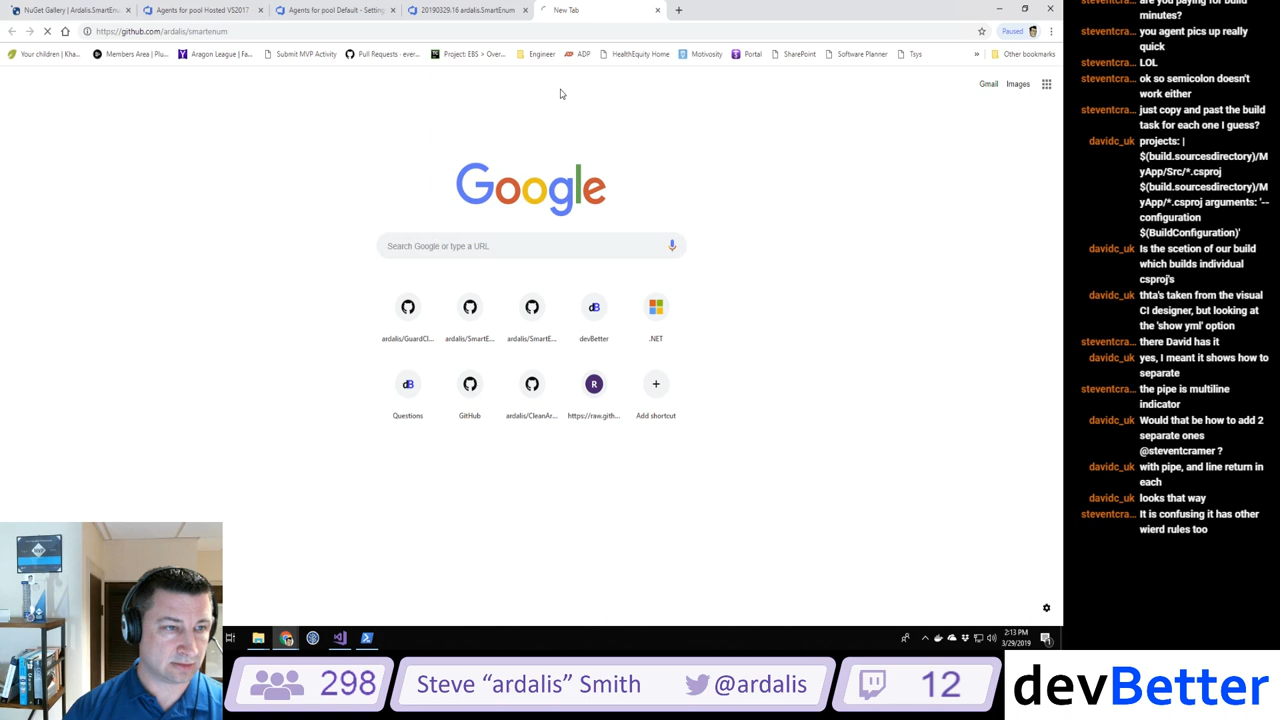 NuGet Gallery | Ardalis.SmartEnu
Agents for pool Hosted VS2017
Agents for pool Default - Setting
20190329.16 ardalis.SmartEnum
New Tab
https://github.com/ardalis/smartenum
Paused
Your children | Kha...
Members Area | Plu...
Aragon League | Fa...
Submit MVP Activity
Pull Requests · ever...
Project: EBS > Over...
Engineer
ADP
HealthEquity Home
Motivosity
Portal
SharePoint
Software Planner
Tsys
»
Other bookmarks
Gmail
Images
Google
Search Google or type a URL
ardalis/GuardCl...
ardalis/SmartE...
ardalis/SmartE...
dB
devBetter
.NET
dB
Questions
GitHub
ardalis/CleanAr...
R
https://raw.gith...
Add shortcut
are you paying for build
minutes?
you agent pics up really
quick
steventcra... LOL
steventcra... ok so semicolon doesn't
work either
steventcra... just copy and past the build
task for each one I guess?
davidc_uk projects: |
$(build.sourcesdirectory)/M
yApp/Src/*.csproj
$(build.sourcesdirectory)/M
yApp/*.csproj arguments: '--
configuration
$(BuildConfiguration)'
davidc_uk Is the scetion of our build
which builds individual
csproj's
davidc_uk thta's taken from the visual
CI designer, but looking at
the 'show yml' option
steventcra... there David has it
davidc_uk yes, I meant it shows how to
separate
steventcra... the pipe is multiline
indicator
davidc_uk Would that be how to add 2
separate ones
@steventcramer ?
davidc_uk with pipe, and line return in
each
davidc_uk looks that way
steventcra... It is confusing it has other
wierd rules too
2:13 PM
3/29/2019
298
Steve “ardalis” Smith
@ardalis
12
devBetter